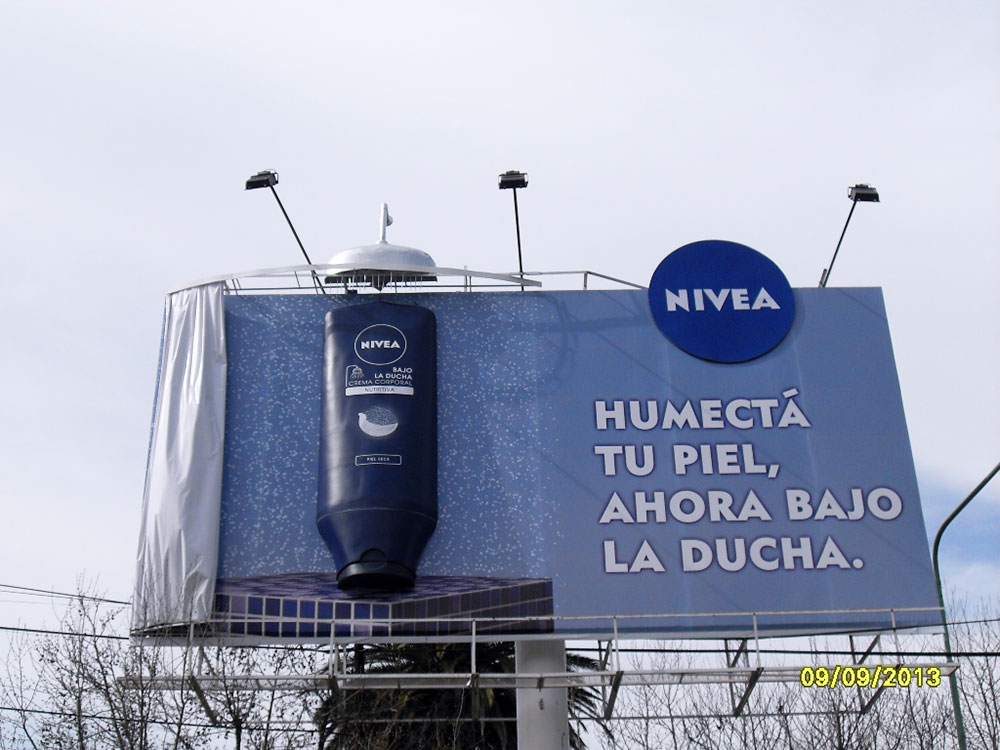 NIVEA
NIVEA
BAJO
LA DUCHA
CREMA CORPORAL
NUTRITIVA
PIEL SECA
HUMECTÁ
TU PIEL,
AHORA BAJO
LA DUCHA.
09/09/2013